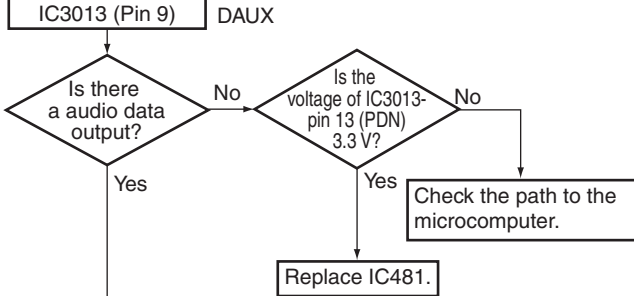 IC3013 (Pin 9)
DAUX
Is there
a audio data
output?
No
Is the
voltage of IC3013-
pin 13 (PDN)
3.3 V?
No
Yes
Yes
Check the path to the
microcomputer.
Replace IC481.